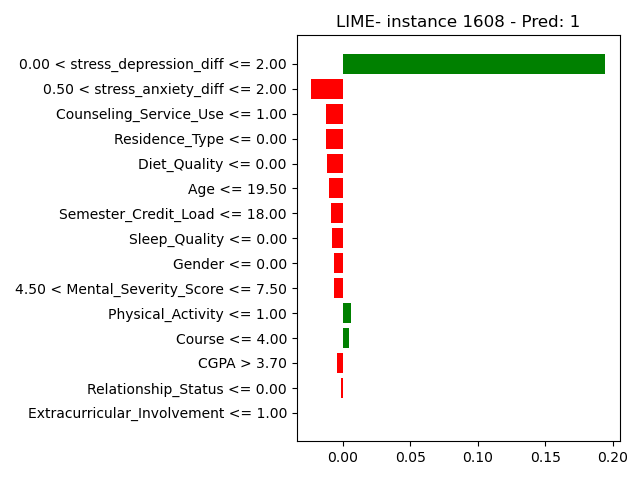 LIME- instance 1608 - Pred: 1
0.00 < stress_depression_diff <= 2.00
0.50 < stress_anxiety_diff <= 2.00
Counseling_Service_Use <= 1.00
Residence_Type <= 0.00
Diet_Quality <= 0.00
Age <= 19.50
Semester_Credit_Load <= 18.00
Sleep_Quality <= 0.00
Gender <= 0.00
4.50 < Mental_Severity_Score <= 7.50
Physical_Activity <= 1.00
Course <= 4.00
CGPA > 3.70
Relationship_Status <= 0.00
Extracurricular_Involvement <= 1.00
0.00 0.05 0.10 0.15 0.20